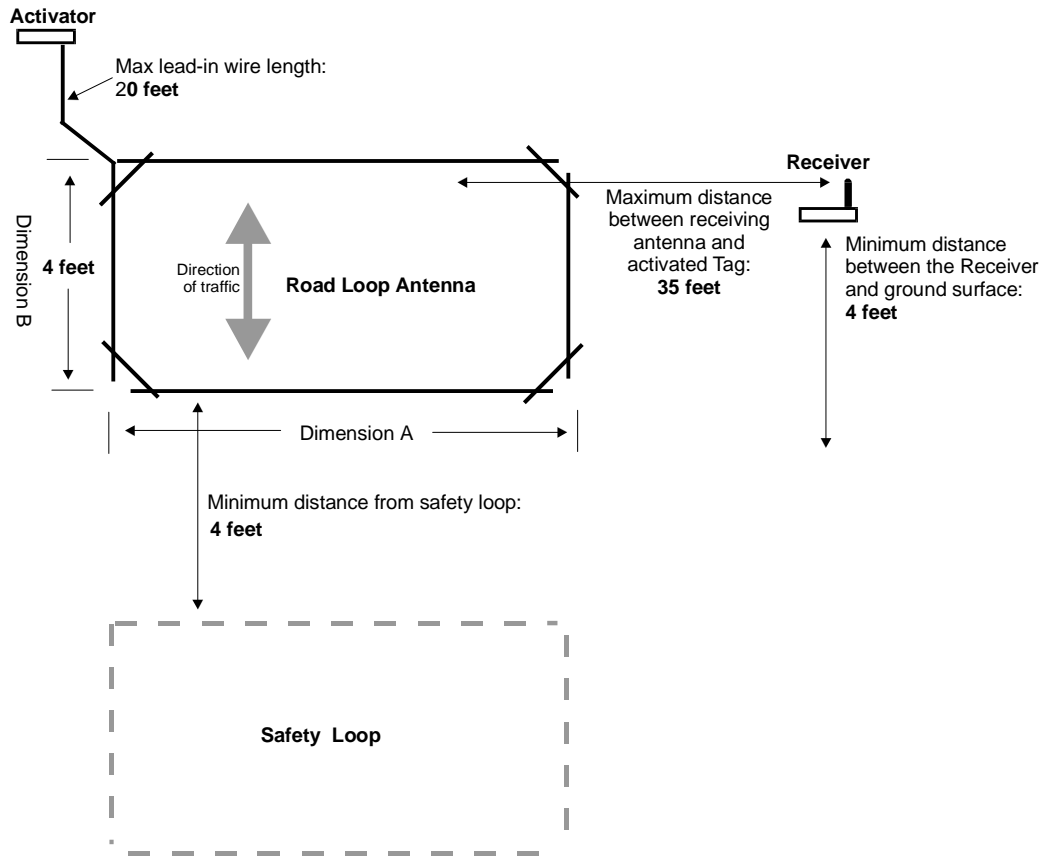 Activator
Max lead-in wire length:
20 feet
Receiver
Maximum distance
between receiving
antenna and
activated Tag:
35 feet
Minimum distance
between the Receiver
and ground surface:
4 feet
Dimension B
4 feet
Direction
of traffic
Road Loop Antenna
Dimension A
Minimum distance from safety loop:
4 feet
Safety Loop